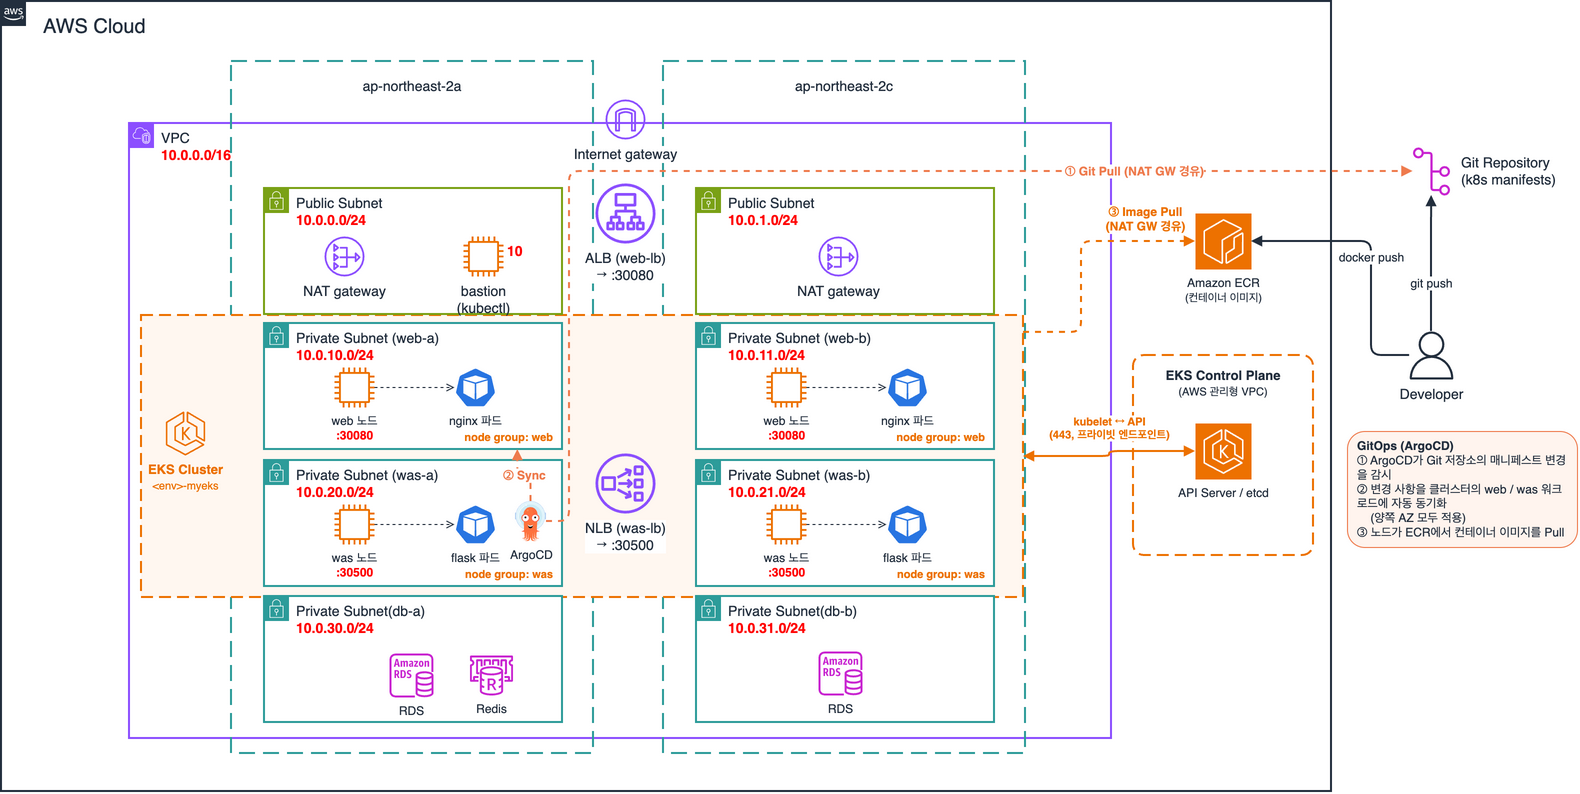 aws
AWS Cloud
ap-northeast-2a
ap-northeast-2c
VPC
10.0.0.0/16
Internet gateway
① Git Pull (NAT GW 경유)
Git Repository
(k8s manifests)
Public Subnet
10.0.0.0/24
NAT gateway
10
bastion
(kubectl)
ALB (web-lb)
→ :30080
Public Subnet
10.0.1.0/24
NAT gateway
③ Image Pull
(NAT GW 경유)
Amazon ECR
(컨테이너 이미지)
docker push
git push
Developer
Private Subnet (web-a)
10.0.10.0/24
web 노드
:30080
nginx 파드
node group: web
Private Subnet (web-b)
10.0.11.0/24
web 노드
:30080
nginx 파드
node group: web
EKS Cluster
<env>-myeks
Private Subnet (was-a)
10.0.20.0/24
② Sync
was 노드
:30500
flask 파드
ArgoCD
node group: was
NLB (was-lb)
→ :30500
Private Subnet (was-b)
10.0.21.0/24
was 노드
:30500
flask 파드
node group: was
kubelet ↔ API
(443, 프라이빗 엔드포인트)
EKS Control Plane
(AWS 관리형 VPC)
API Server / etcd
GitOps (ArgoCD)
① ArgoCD가 Git 저장소의 매니페스트 변경
을 감시
② 변경 사항을 클러스터의 web / was 워크
로드에 자동 동기화
(양쪽 AZ 모두 적용)
③ 노드가 ECR에서 컨테이너 이미지를 Pull
Private Subnet(db-a)
10.0.30.0/24
Amazon
RDS
RDS
R
Redis
Private Subnet(db-b)
10.0.31.0/24
Amazon
RDS
RDS